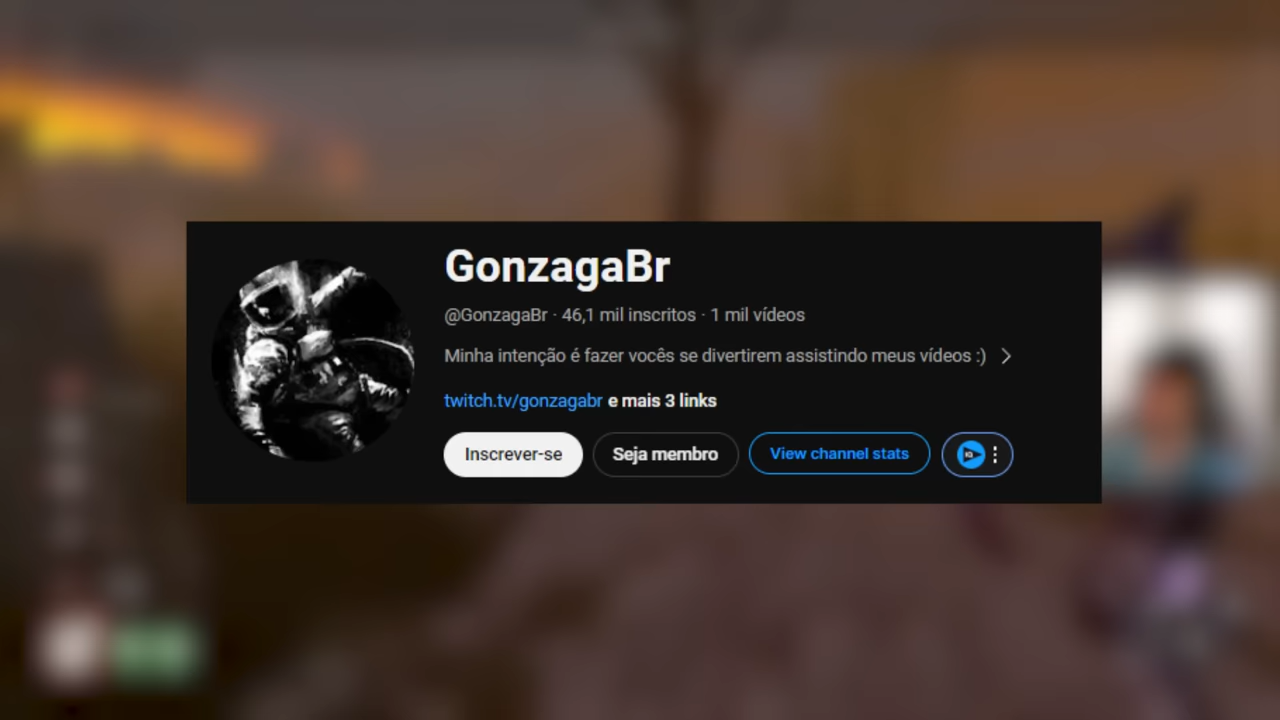 GonzagaBr
@GonzagaBr · 46,1 mil inscritos · 1 mil vídeos
Minha intenção é fazer vocês se divertirem assistindo meus vídeos :)
twitch.tv/gonzagabr e mais 3 links
Inscrever-se Seja membro View channel stats IQ